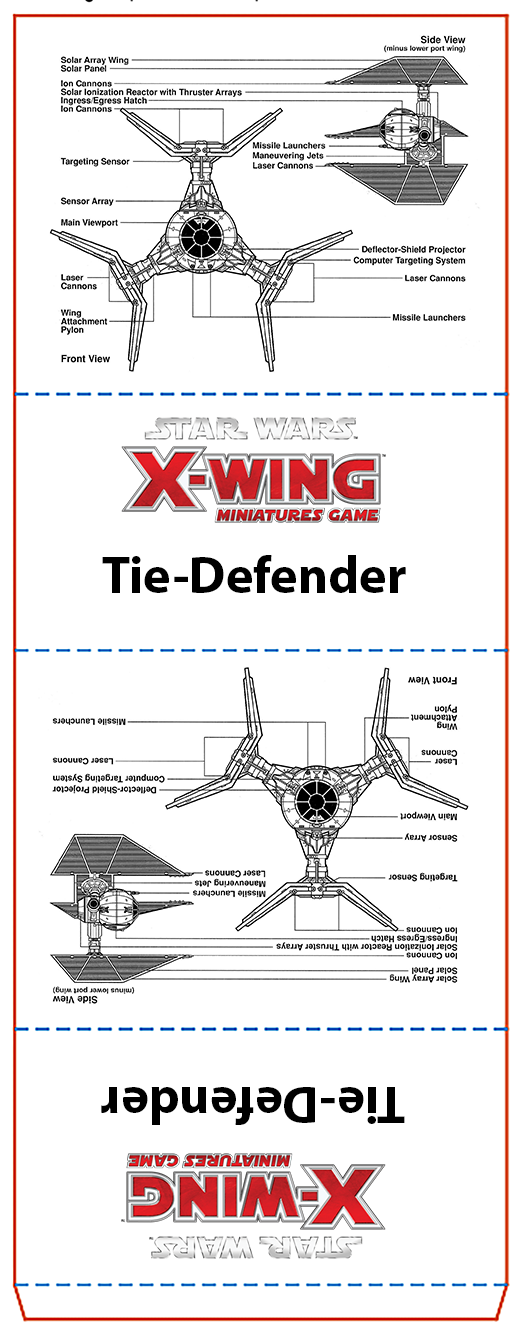 Side View
(minus lower port wing)
Solar Array Wing
Solar Panel
Ion Cannons
Solar Ionization Reactor with Thruster Arrays
Ingress/Egress Hatch
Ion Cannons
Missile Launchers
Maneuvering Jets
Laser Cannons
Targeting Sensor
Sensor Array
Main Viewport
Deflector-Shield Projector
Computer Targeting System
Laser
Cannons
Laser Cannons
Wing
Attachment
Pylon
Missile Launchers
Front View
STAR WARS
X-WING
MINIATURES GAME
Tie-Defender
Front View
Missile Launchers
Wing
Attachment
Pylon
Laser Cannons
Laser
Cannons
Computer Targeting System
Deflector-Shield Projector
Main Viewport
Sensor Array
Targeting Sensor
Laser Cannons
Maneuvering Jets
Missile Launchers
Ion Cannons
Ingress/Egress Hatch
Solar Ionization Reactor with Thruster Arrays
Ion Cannons
Solar Panel
Solar Array Wing
Side View
(minus lower port wing)
Tie-Defender
X-WING
MINIATURES GAME
STAR WARS